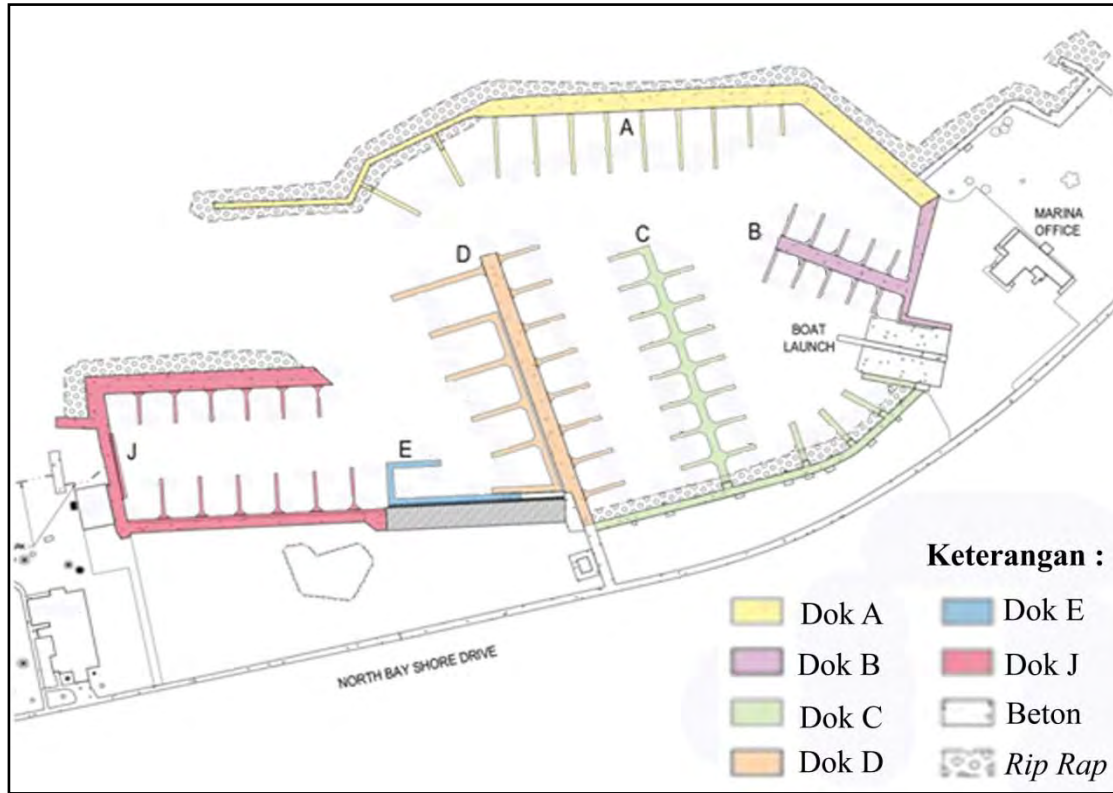 A
B
C
D
E
J
MARINA
OFFICE
BOAT
LAUNCH
NORTH BAY SHORE DRIVE
Keterangan :
Dok A
Dok B
Dok C
Dok D
Dok E
Dok J
Beton
Rip Rap